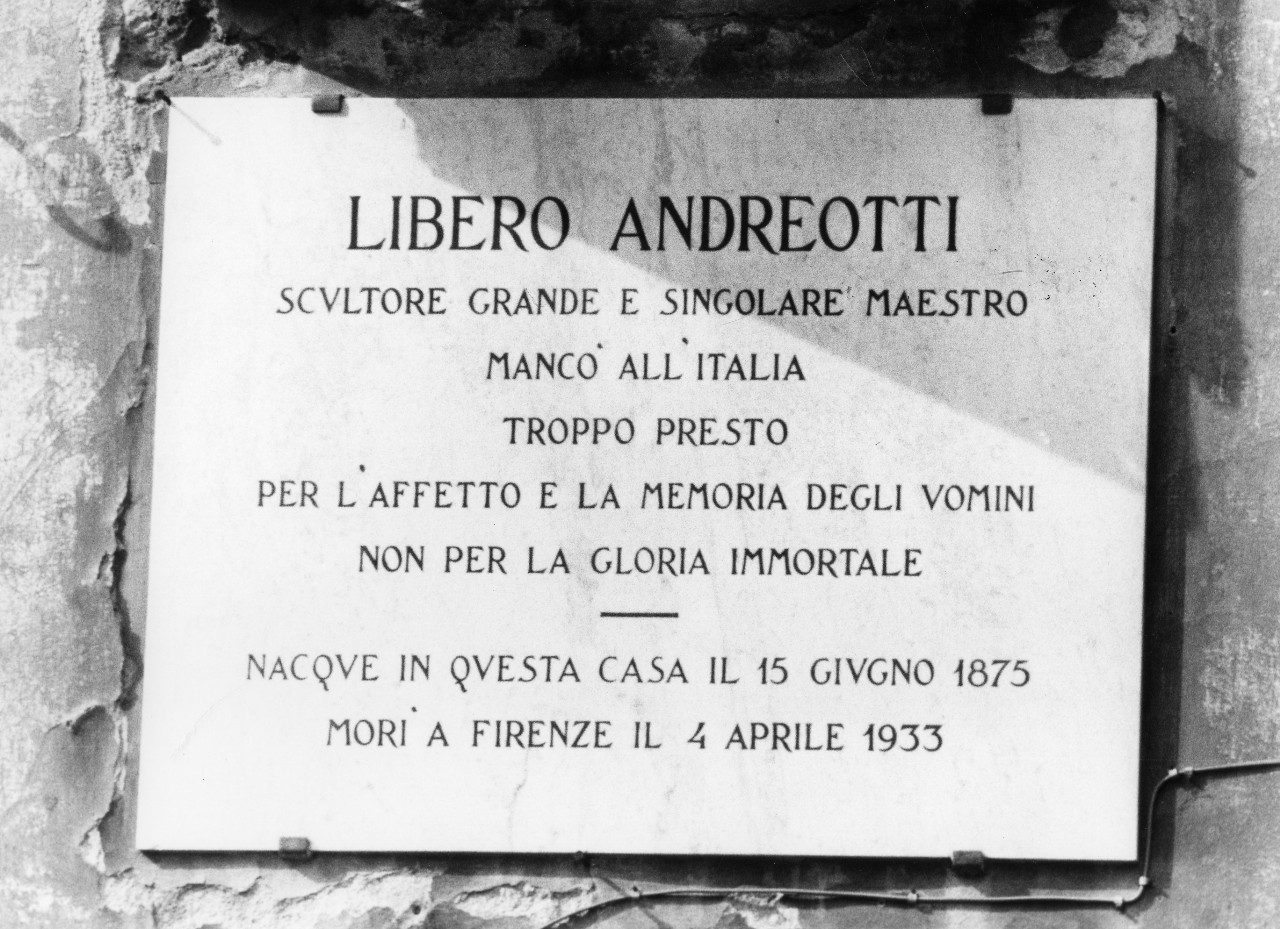 LIBERO ANDREOTTI
SCVLTORE GRANDE E SINGOLARE MAESTRO
MANCO' ALL'ITALIA
TROPPO PRESTO
PER L'AFFETTO E LA MEMORIA DEGLI VOMINI
NON PER LA GLORIA IMMORTALE
NACQVE IN QVESTA CASA IL 15 GIVGNO 1875
MORI' A FIRENZE IL 4 APRILE 1933